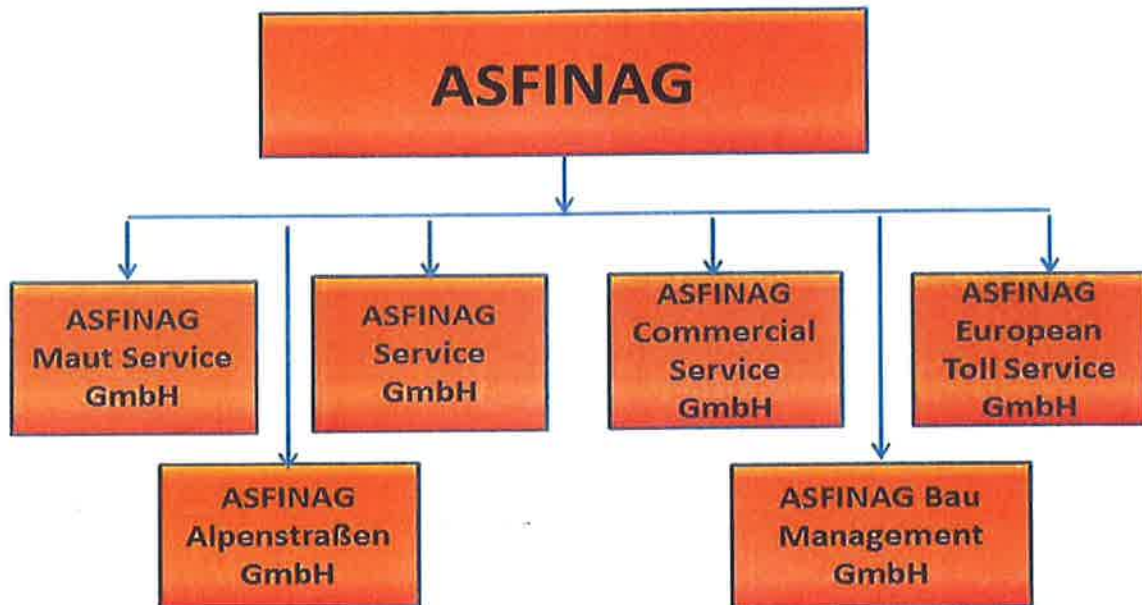 ASFINAG
ASFINAG
Maut Service
GmbH
ASFINAG
Service
GmbH
ASFINAG
Commercial
Service
GmbH
ASFINAG
European
Toll Service
GmbH
ASFINAG
Alpenstraßen
GmbH
ASFINAG Bau
Management
GmbH